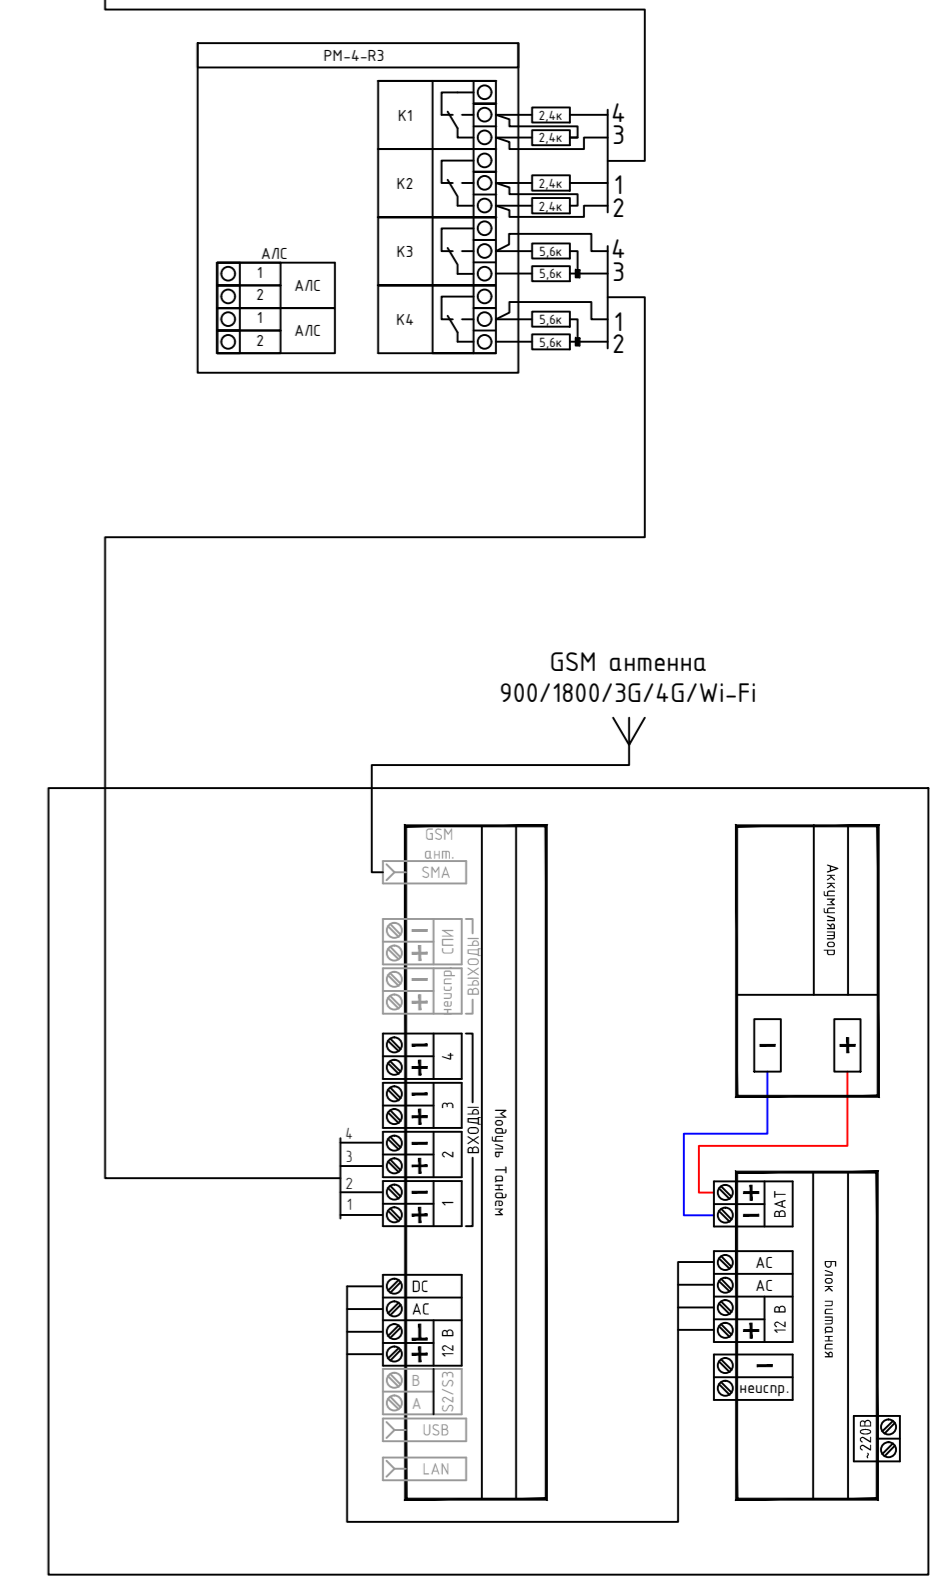 РМ-4-R3
К1
2,4к
4
2,4к
3
К2
2,4к
1
2,4к
2
К3
5,6к
4
5,6к
3
К4
5,6к
1
5,6к
2
АЛС
1
2
АЛС
1
2
АЛС
GSM антенна
900/1800/3G/4G/Wi-Fi
GSM
ант.
SMA
− СПИ
+
− неиспр.
+
ВЫХОДЫ
− 4
+
− 3
+
4 − 2
3 +
2 − 1
1 +
ВХОДЫ
Модуль Тандем
DC
AC
⊥ 12 В
+
B S2/S3
A
USB
LAN
Аккумулятор
− +
+ BAT
−
AC
AC
12 В
+
−
неиспр.
Блок питания
~220В